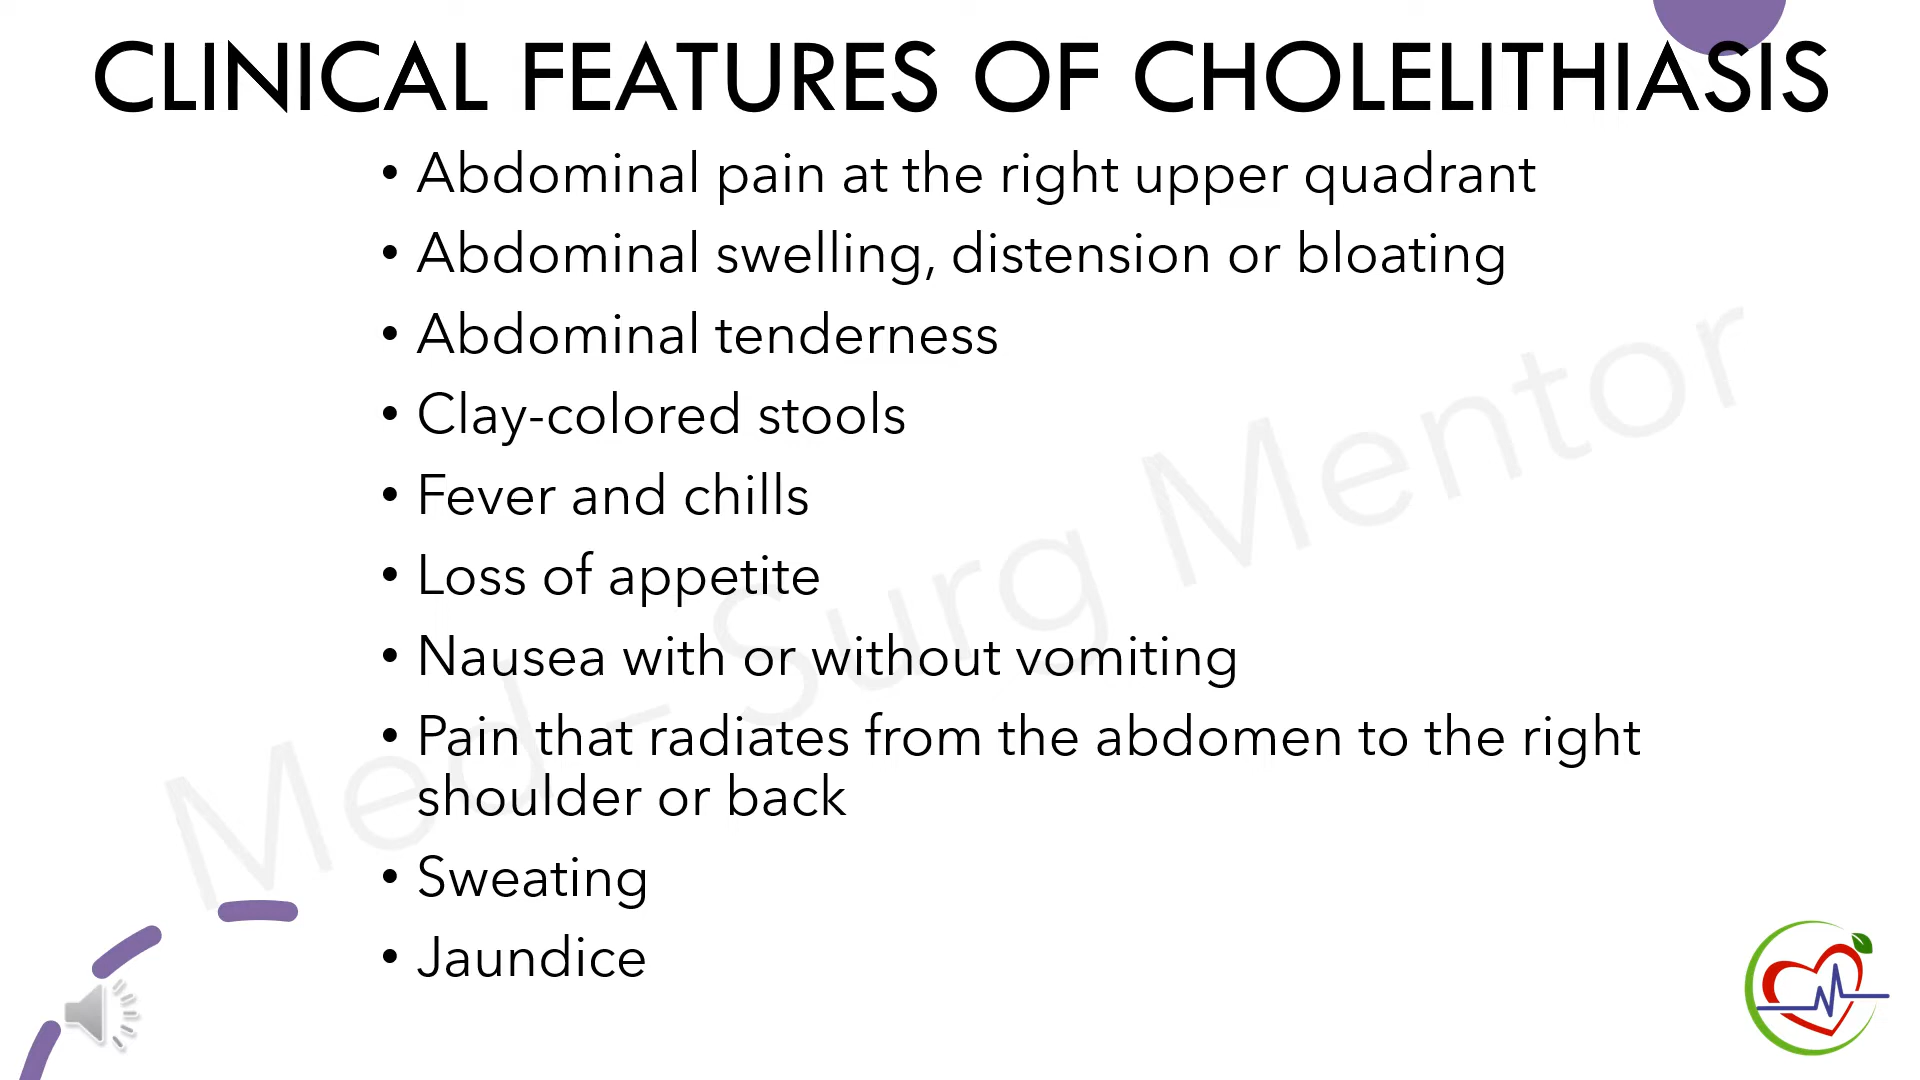 CLINICAL FEATURES OF CHOLELITHIASIS
• Abdominal pain at the right upper quadrant
• Abdominal swelling, distension or bloating
• Abdominal tenderness
• Clay-colored stools
• Fever and chills
• Loss of appetite
• Nausea with or without vomiting
• Pain that radiates from the abdomen to the right
shoulder or back
• Sweating
• Jaundice
Med - Surg Mentor